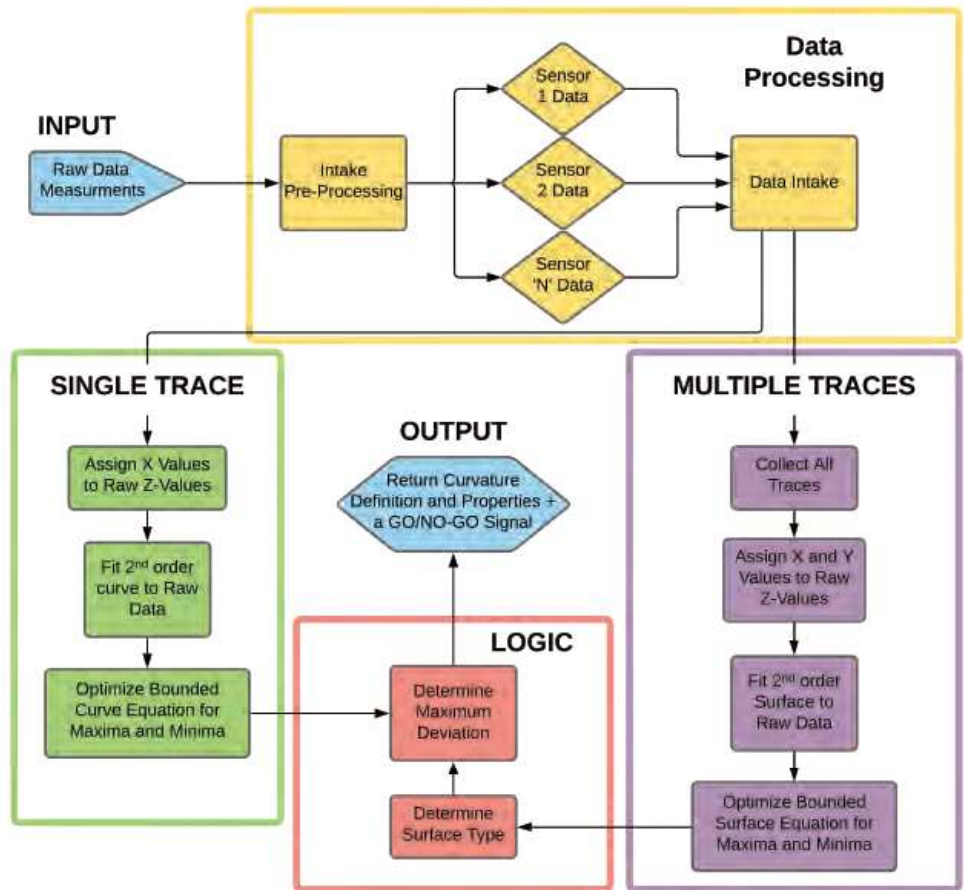 Data
Processing
INPUT
Raw Data
Measurments
Intake
Pre-Processing
Sensor
1 Data
Sensor
2 Data
Sensor
'N' Data
Data Intake
SINGLE TRACE
Assign X Values
to Raw Z-Values
Fit 2nd order
curve to Raw
Data
Optimize Bounded
Curve Equation for
Maxima and Minima
OUTPUT
Return Curvature
Definition and Properties +
a GO/NO-GO Signal
LOGIC
Determine
Maximum
Deviation
Determine
Surface Type
MULTIPLE TRACES
Collect All
Traces
Assign X and Y
Values to Raw
Z-Values
Fit 2nd order
Surface to
Raw Data
Optimize Bounded
Surface Equation for
Maxima and Minima